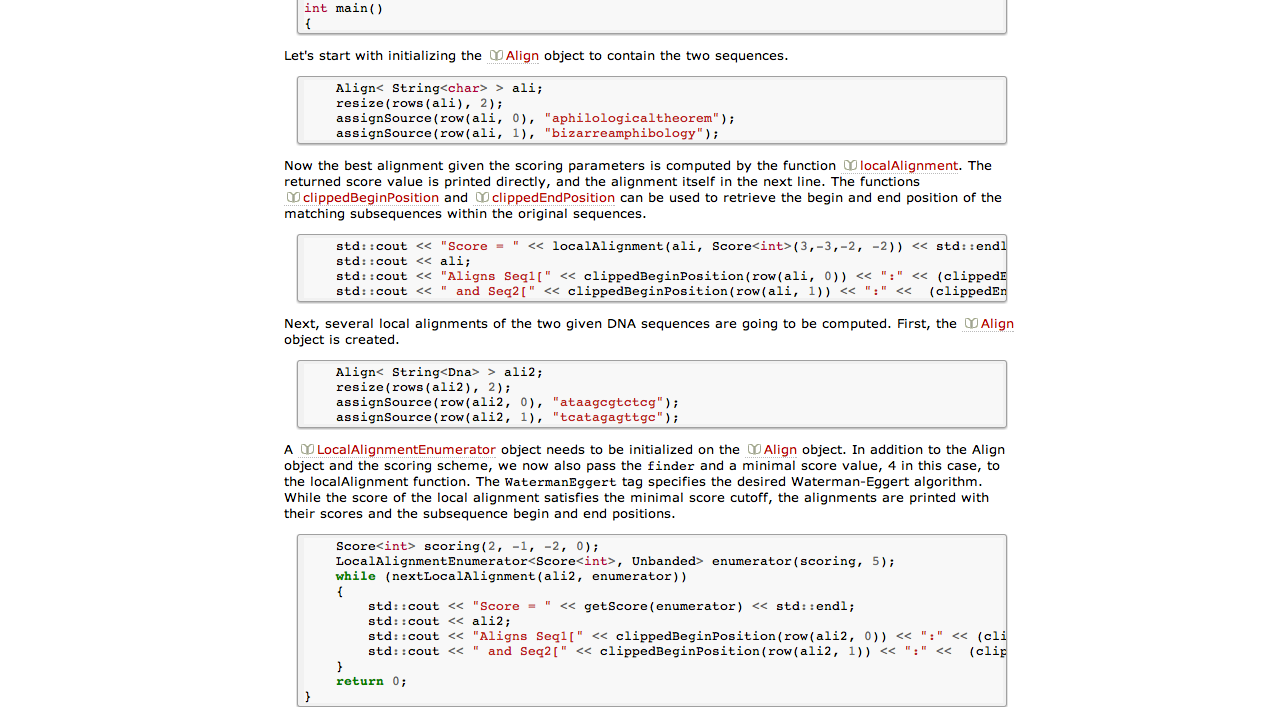 int main()
{
Let's start with initializing the Align object to contain the two sequences.
Align< String<char> > ali;
resize(rows(ali), 2);
assignSource(row(ali, 0), "aphilologicaltheorem");
assignSource(row(ali, 1), "bizarreamphibology");
Now the best alignment given the scoring parameters is computed by the function localAlignment. The
returned score value is printed directly, and the alignment itself in the next line. The functions
clippedBeginPosition and clippedEndPosition can be used to retrieve the begin and end position of the
matching subsequences within the original sequences.
std::cout << "Score = " << localAlignment(ali, Score<int>(3,-3,-2, -2)) << std::endl
std::cout << ali;
std::cout << "Aligns Seq1[" << clippedBeginPosition(row(ali, 0)) << ":" << (clippedE
std::cout << " and Seq2[" << clippedBeginPosition(row(ali, 1)) << ":" <<  (clippedEn
Next, several local alignments of the two given DNA sequences are going to be computed. First, the Align
object is created.
Align< String<Dna> > ali2;
resize(rows(ali2), 2);
assignSource(row(ali2, 0), "ataagcgtctcg");
assignSource(row(ali2, 1), "tcatagagttgc");
A LocalAlignmentEnumerator object needs to be initialized on the Align object. In addition to the Align
object and the scoring scheme, we now also pass the finder and a minimal score value, 4 in this case, to
the localAlignment function. The WatermanEggert tag specifies the desired Waterman-Eggert algorithm.
While the score of the local alignment satisfies the minimal score cutoff, the alignments are printed with
their scores and the subsequence begin and end positions.
Score<int> scoring(2, -1, -2, 0);
LocalAlignmentEnumerator<Score<int>, Unbanded> enumerator(scoring, 5);
while (nextLocalAlignment(ali2, enumerator))
{
std::cout << "Score = " << getScore(enumerator) << std::endl;
std::cout << ali2;
std::cout << "Aligns Seq1[" << clippedBeginPosition(row(ali2, 0)) << ":" << (cli
std::cout << " and Seq2[" << clippedBeginPosition(row(ali2, 1)) << ":" <<  (clip
}
return 0;
}